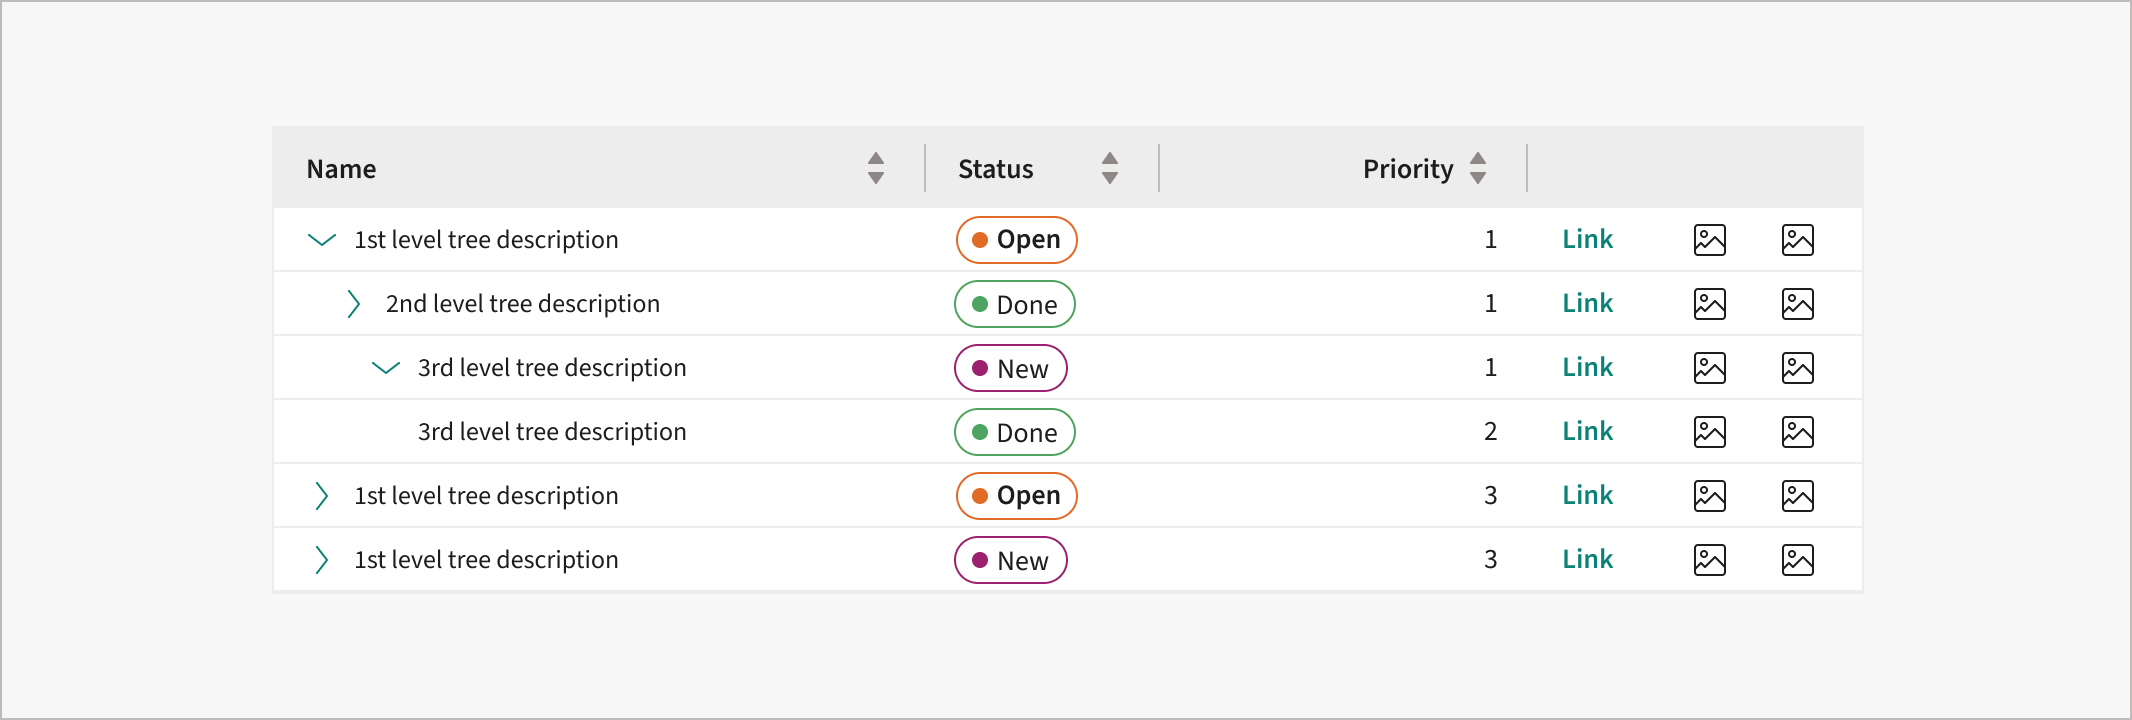 Name Status Priority
1st level tree description Open 1 Link
2nd level tree description Done 1 Link
3rd level tree description New 1 Link
3rd level tree description Done 2 Link
1st level tree description Open 3 Link
1st level tree description New 3 Link